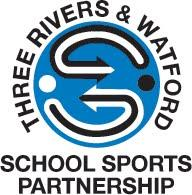 THREE RIVERS & WATFORD
SCHOOL SPORTS
PARTNERSHIP